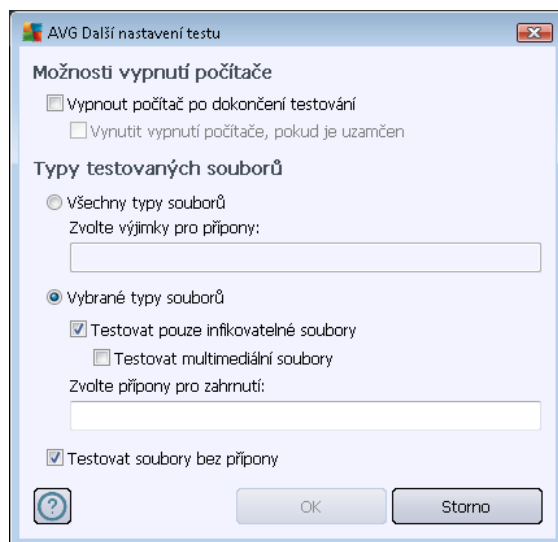 AVG Další nastavení testu
Možnosti vypnutí počítače
Vypnout počítač po dokončení testování
Vynutit vypnutí počítače, pokud je uzamčen
Typy testovaných souborů
Všechny typy souborů
Zvolte výjimky pro přípony:
Vybrané typy souborů
Testovat pouze infikovatelné soubory
Testovat multimediální soubory
Zvolte přípony pro zahrnutí:
Testovat soubory bez přípony
?
OK
Storno